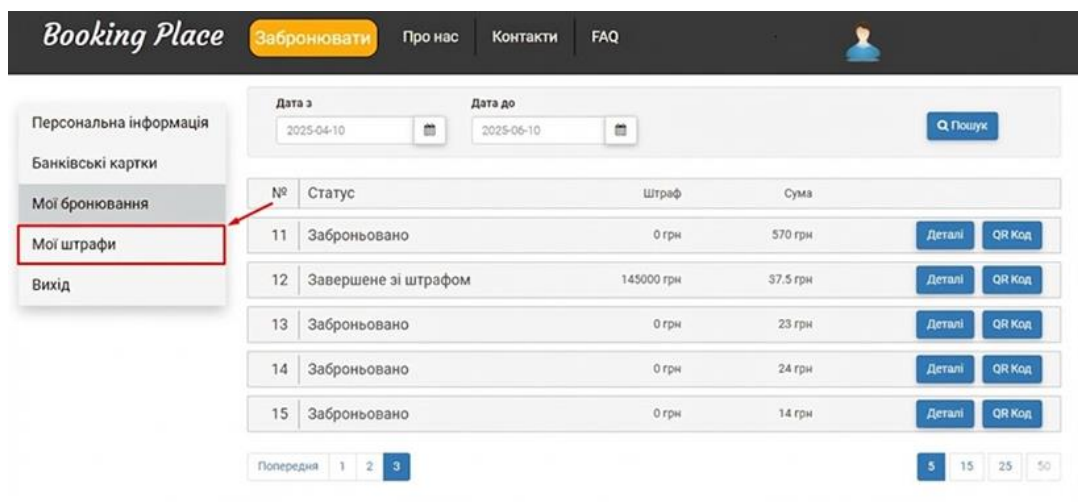 Booking Place Забронювати Про нас Контакти FAQ
Персональна інформація
Банківські картки
Мої бронювання
Мої штрафи
Вихід
Дата з Дата до
2025-04-10 2025-06-10 Пошук
№ Статус Штраф Сума
11 Заброньовано 0 грн 570 грн Деталі QR Код
12 Завершене зі штрафом 145000 грн 37.5 грн Деталі QR Код
13 Заброньовано 0 грн 23 грн Деталі QR Код
14 Заброньовано 0 грн 24 грн Деталі QR Код
15 Заброньовано 0 грн 14 грн Деталі QR Код
Попередня 1 2 3 5 15 25 50